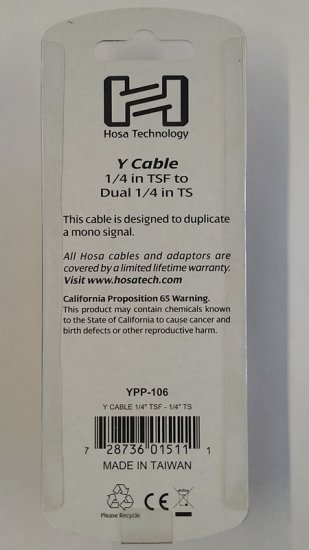 Hosa Technology
Y Cable
1/4 in TSF to
Dual 1/4 in TS
This cable is designed to duplicate
a mono signal.
All Hosa cables and adaptors are
covered by a limited lifetime warranty.
Visit www.hosatech.com
California Proposition 65 Warning.
This product may contain chemicals known
to the State of California to cause cancer and
birth defects or other reproductive harm.
YPP-106
Y CABLE 1/4" TSF - 1/4" TS
7 28736 01511 1
MADE IN TAIWAN
Please Recycle
CE